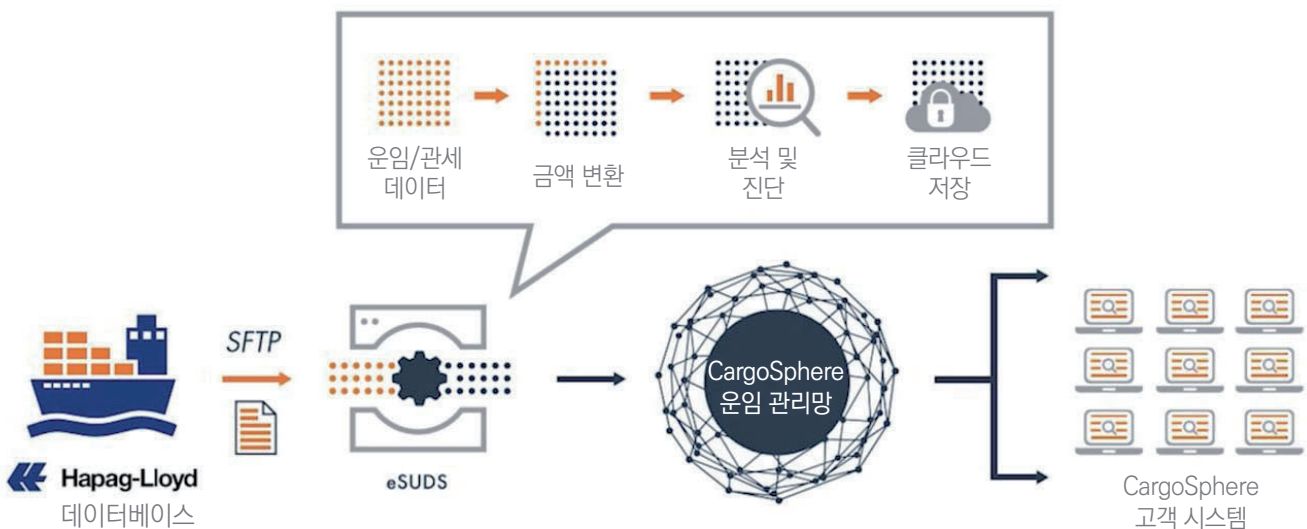 운임/관세
데이터
금액 변환
분석 및
진단
클라우드
저장
SFTP
Hapag-Lloyd
데이터베이스
eSUDS
CargoSphere
운임 관리망
CargoSphere
고객 시스템